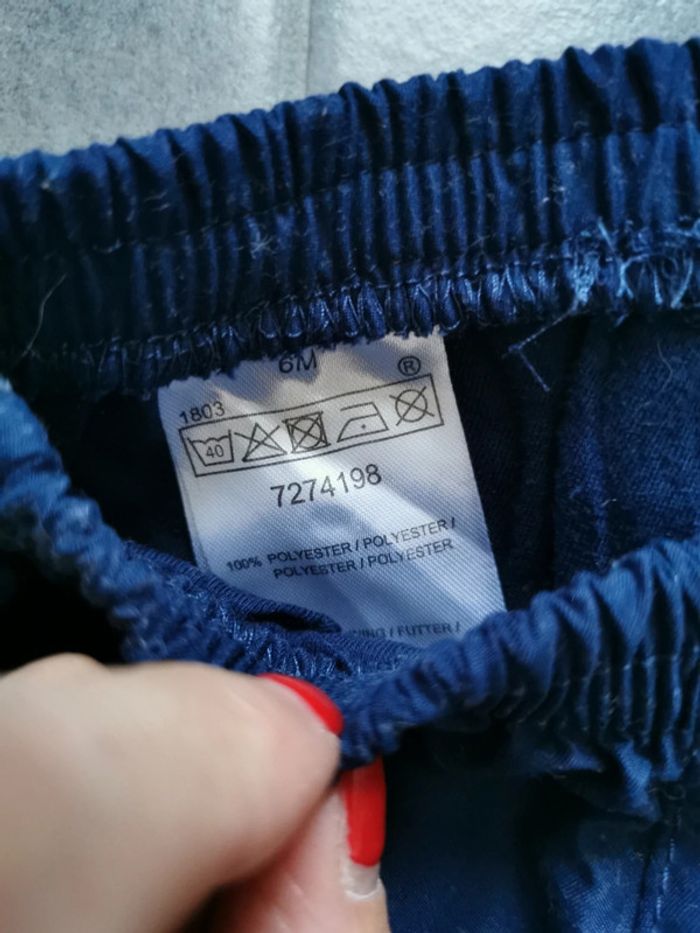 6M
1803 ®
40
7274198
100% POLYESTER / POLYESTER /
POLYESTER / POLYESTER
/ FUTTER /